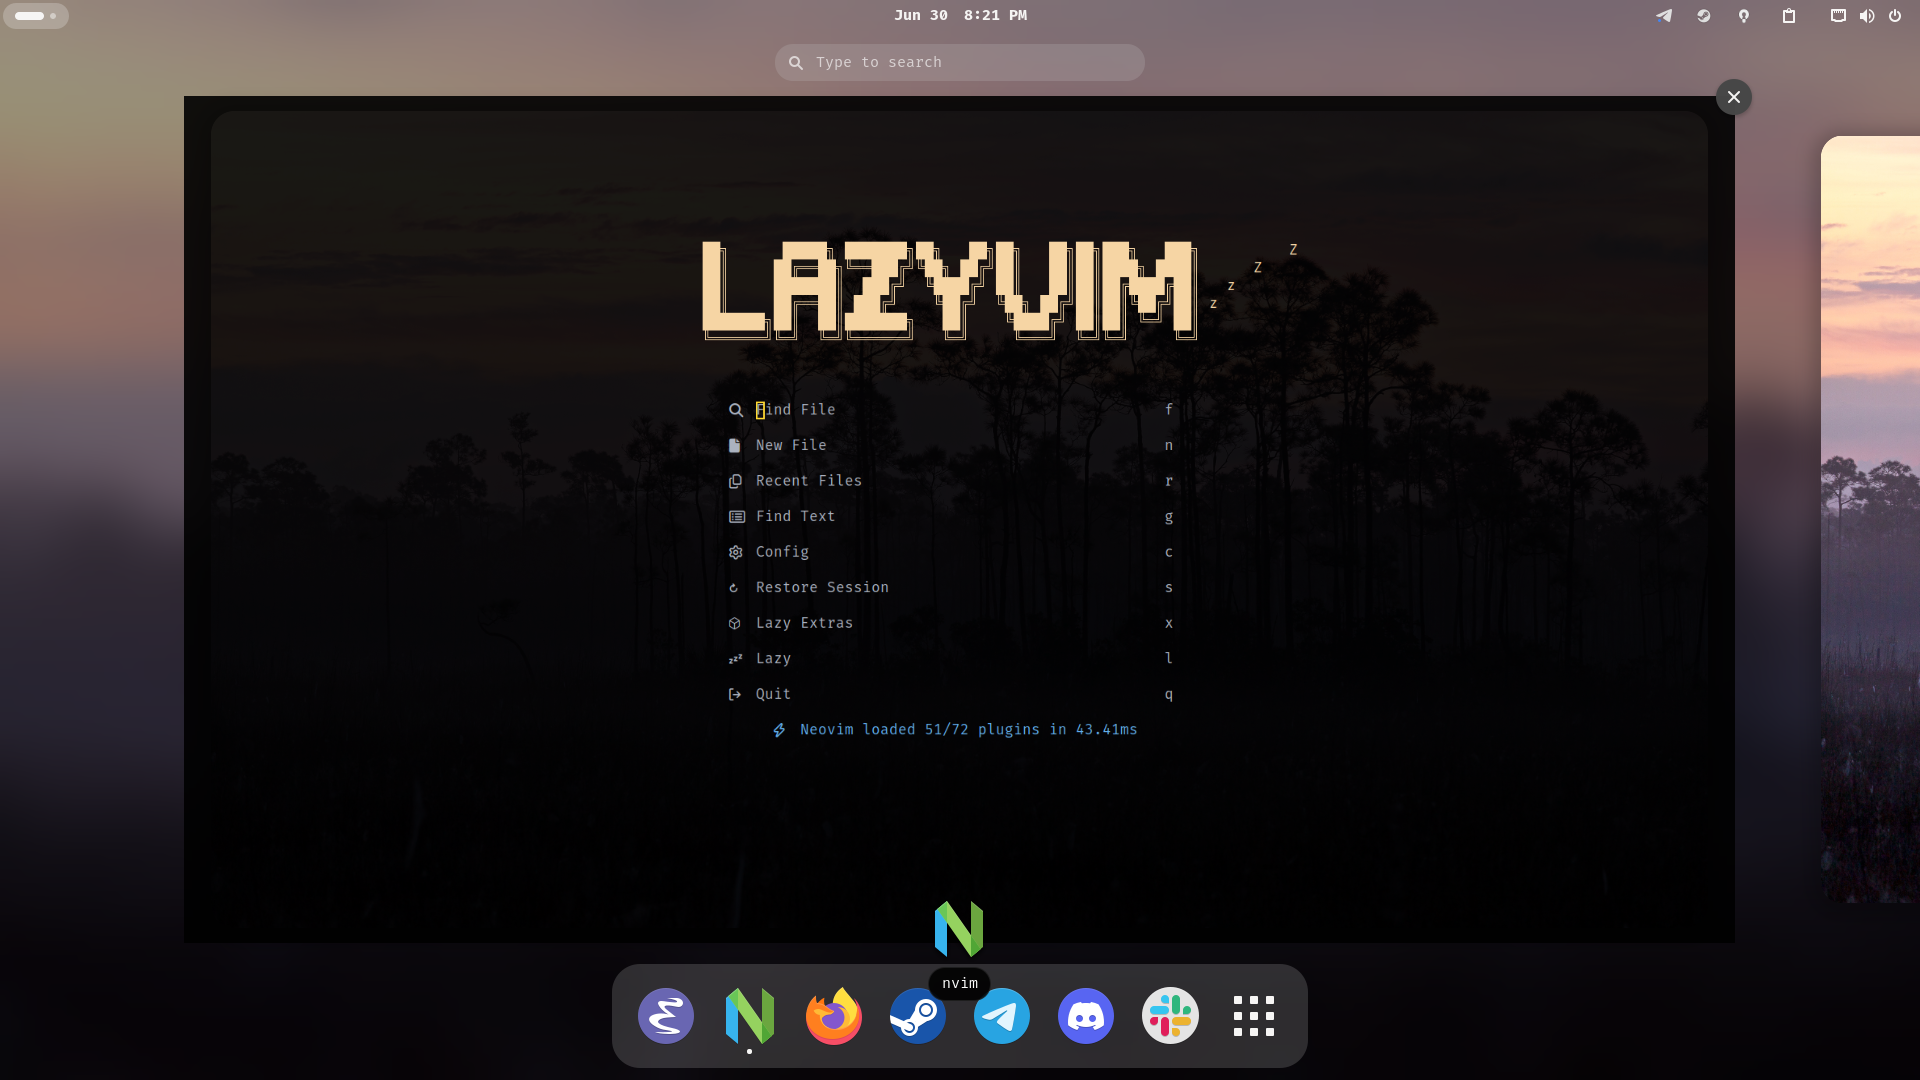 Jun 30 8:21 PM
Type to search
LAZYVIM
Z
Z
z
z
Find File f
New File n
Recent Files r
Find Text g
Config c
Restore Session s
Lazy Extras x
zzz Lazy l
Quit q
Neovim loaded 51/72 plugins in 43.41ms
nvim